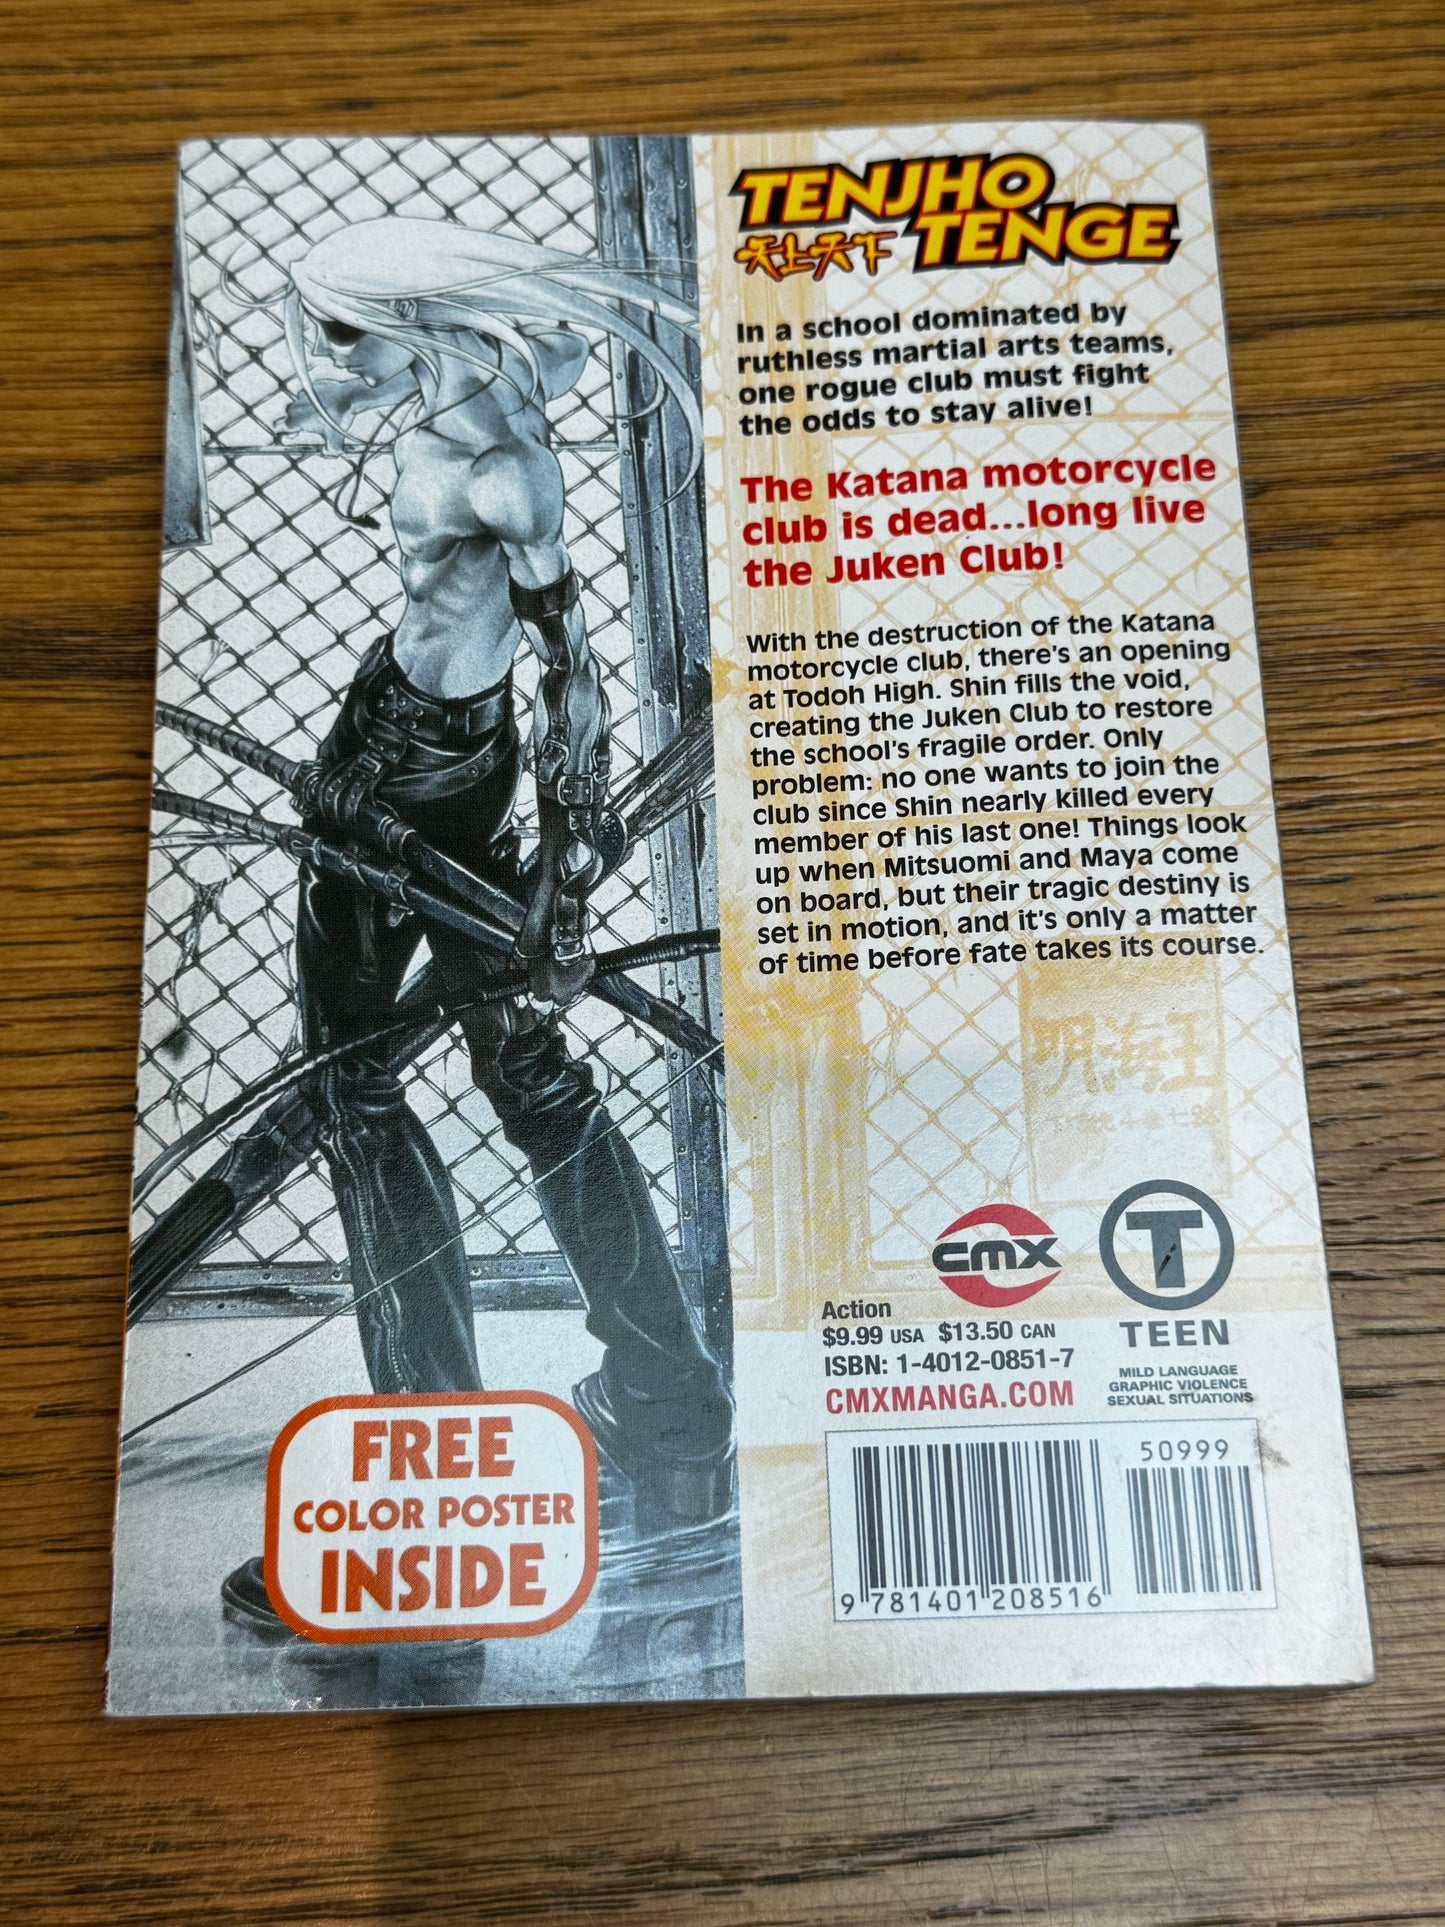 TENJHO
天上天下 TENGE
In a school dominated by
ruthless martial arts teams,
one rogue club must fight
the odds to stay alive!
The Katana motorcycle
club is dead...long live
the Juken Club!
With the destruction of the Katana
motorcycle club, there's an opening
at Todoh High. Shin fills the void,
creating the Juken Club to restore
the school's fragile order. Only
problem: no one wants to join the
club since Shin nearly killed every
member of his last one! Things look
up when Mitsuomi and Maya come
on board, but their tragic destiny is
set in motion, and it's only a matter
of time before fate takes its course.
CMX
T
TEEN
MILD LANGUAGE
GRAPHIC VIOLENCE
SEXUAL SITUATIONS
Action
$9.99 USA $13.50 CAN
ISBN: 1-4012-0851-7
CMXMANGA.COM
50999
9 781401 208516
FREE
COLOR POSTER
INSIDE